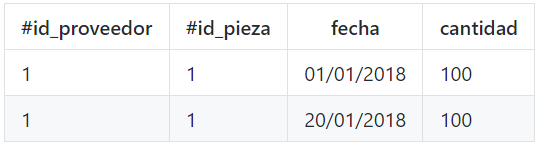 #id_proveedor #id_pieza fecha cantidad
1 1 01/01/2018 100
1 1 20/01/2018 100